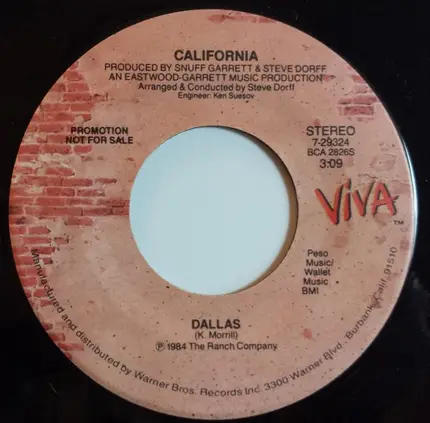 CALIFORNIA
PRODUCED BY SNUFF GARRETT & STEVE DORFF
AN EASTWOOD-GARRETT MUSIC PRODUCTION
Arranged & Conducted by Steve Dorff
Engineer: Ken Suesov
PROMOTION
NOT FOR SALE
STEREO
7-29324
BCA 2826S
3:09
ViVA
TM
Peso
Music/
Wallet
Music
BMI
DALLAS
(K. Morrill)
Ⓟ 1984 The Ranch Company
Manufactured and distributed by Warner Bros. Records Inc. 3300 Warner Blvd., Burbank, Calif. 91510